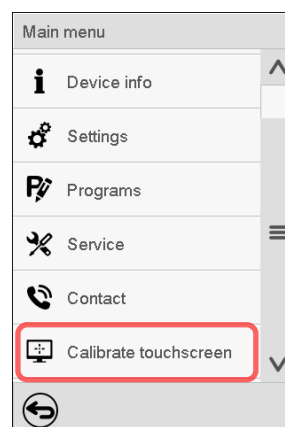 Main menu
Device info
Settings
Programs
Service
Contact
Calibrate touchscreen